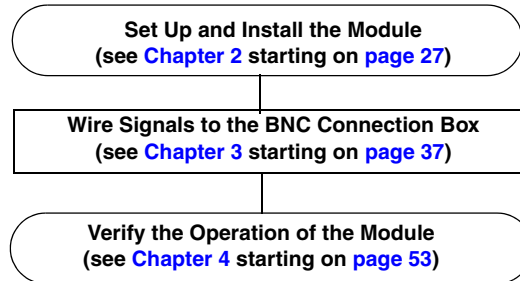 Set Up and Install the Module
(see Chapter 2 starting on page 27)
Wire Signals to the BNC Connection Box
(see Chapter 3 starting on page 37)
Verify the Operation of the Module
(see Chapter 4 starting on page 53)